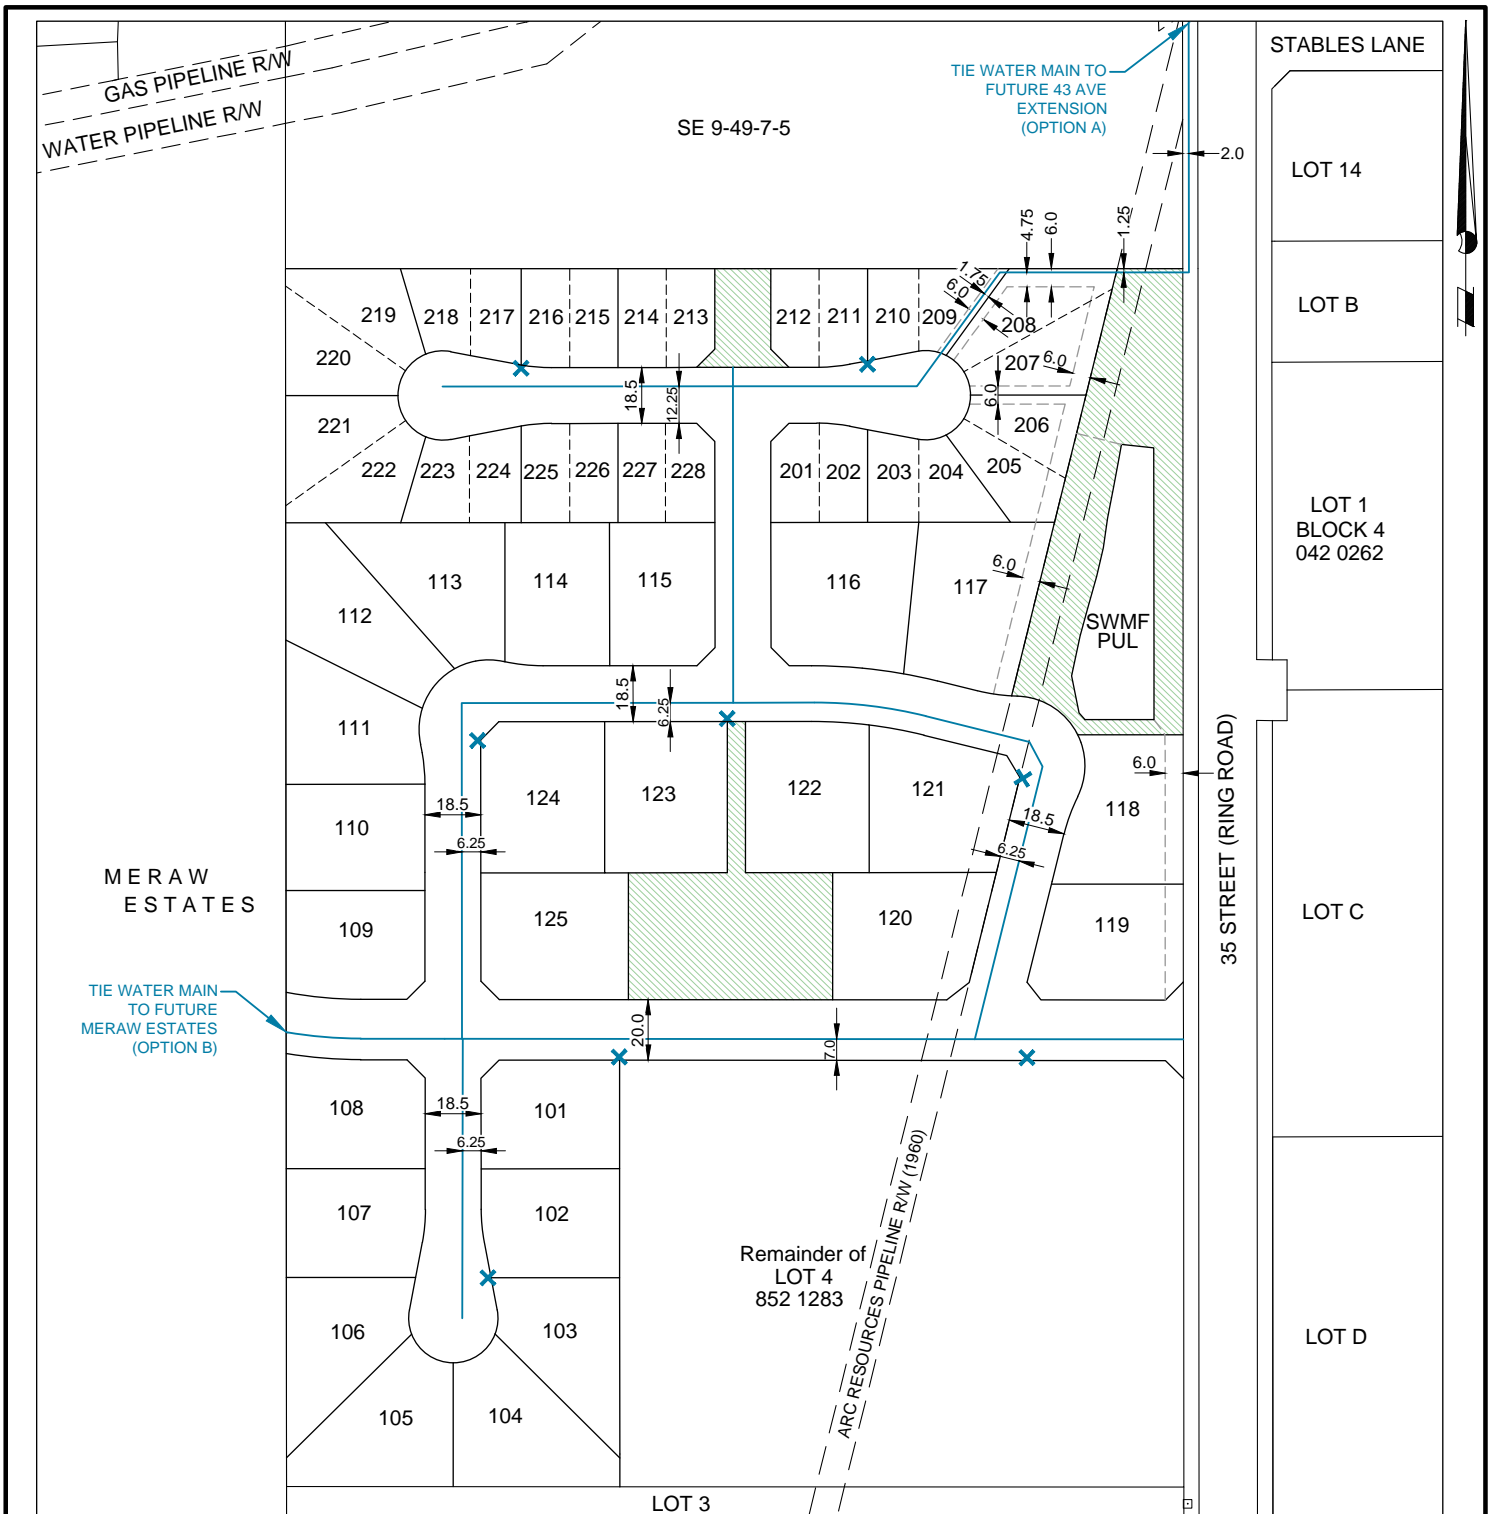 STABLES LANE
GAS PIPELINE R/W
WATER PIPELINE R/W
TIE WATER MAIN TO
FUTURE 43 AVE
EXTENSION
(OPTION A)
SE 9-49-7-5
2.0
LOT 14
4.75
6.0
1.25
1.75
6.0
LOT B
219
218
217
216
215
214
213
212
211
210
209
208
220
207
6.0
18.5
12.25
6.0
221
206
222
223
224
225
226
227
228
201
202
203
204
205
LOT 1
BLOCK 4
042 0262
113
114
115
116
117
6.0
112
SWMF
PUL
18.5
6.25
111
35 STREET (RING ROAD)
6.0
124
123
122
121
118
18.5
18.5
110
6.25
6.25
MERAW
ESTATES
109
125
120
119
LOT C
TIE WATER MAIN
TO FUTURE
MERAW ESTATES
(OPTION B)
20.0
7.0
108
18.5
101
6.25
107
102
ARC RESOURCES PIPELINE R/W (1960)
Remainder of
LOT 4
852 1283
106
103
LOT D
105
104
LOT 3